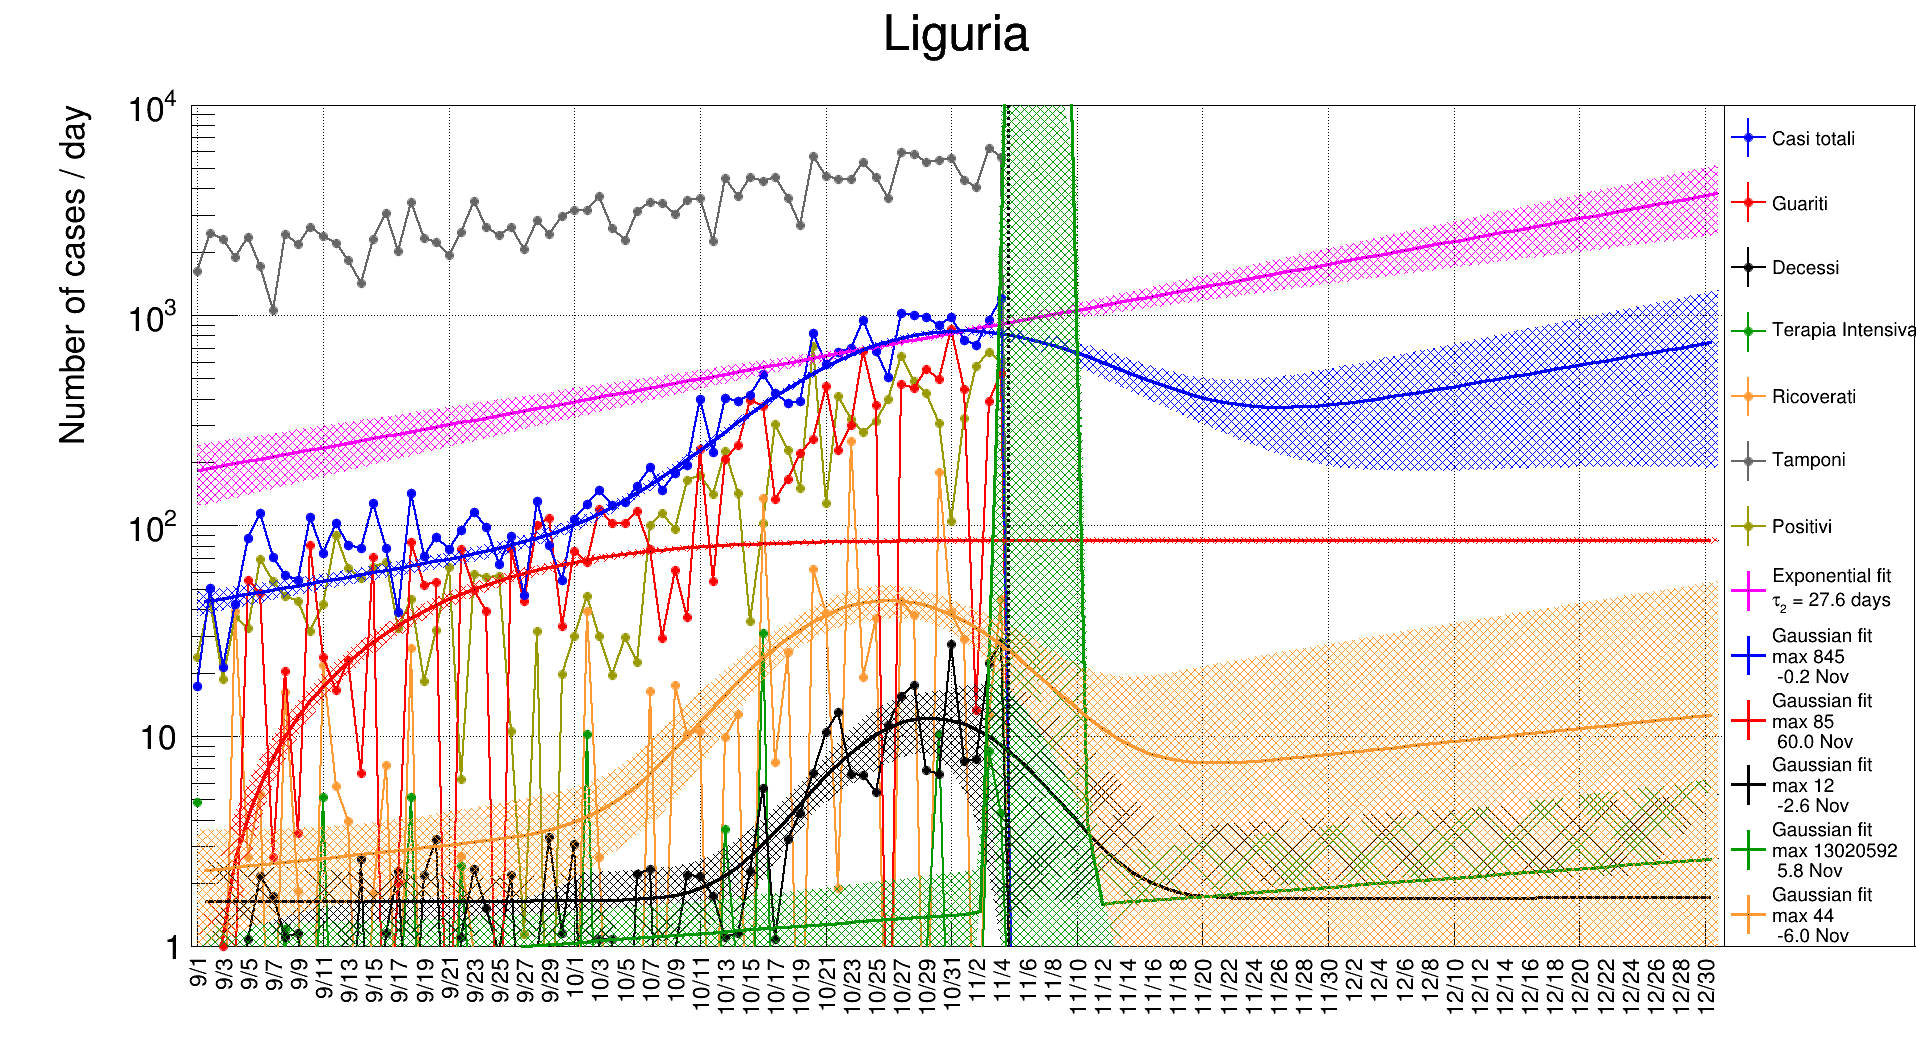 Liguria
Number of cases / day
10⁴
10³
10²
10
1
9/1
9/3
9/5
9/7
9/9
9/11
9/13
9/15
9/17
9/19
9/21
9/23
9/25
9/27
9/29
10/1
10/3
10/5
10/7
10/9
10/11
10/13
10/15
10/17
10/19
10/21
10/23
10/25
10/27
10/29
10/31
11/2
11/4
11/6
11/8
11/10
11/12
11/14
11/16
11/18
11/20
11/22
11/24
11/26
11/28
11/30
12/2
12/4
12/6
12/8
12/10
12/12
12/14
12/16
12/18
12/20
12/22
12/24
12/26
12/28
12/30
Casi totali
Guariti
Decessi
Terapia Intensiva
Ricoverati
Tamponi
Positivi
Exponential fit
τ₂ = 27.6 days
Gaussian fit
max 845
-0.2 Nov
Gaussian fit
max 85
60.0 Nov
Gaussian fit
max 12
-2.6 Nov
Gaussian fit
max 13020592
5.8 Nov
Gaussian fit
max 44
-6.0 Nov